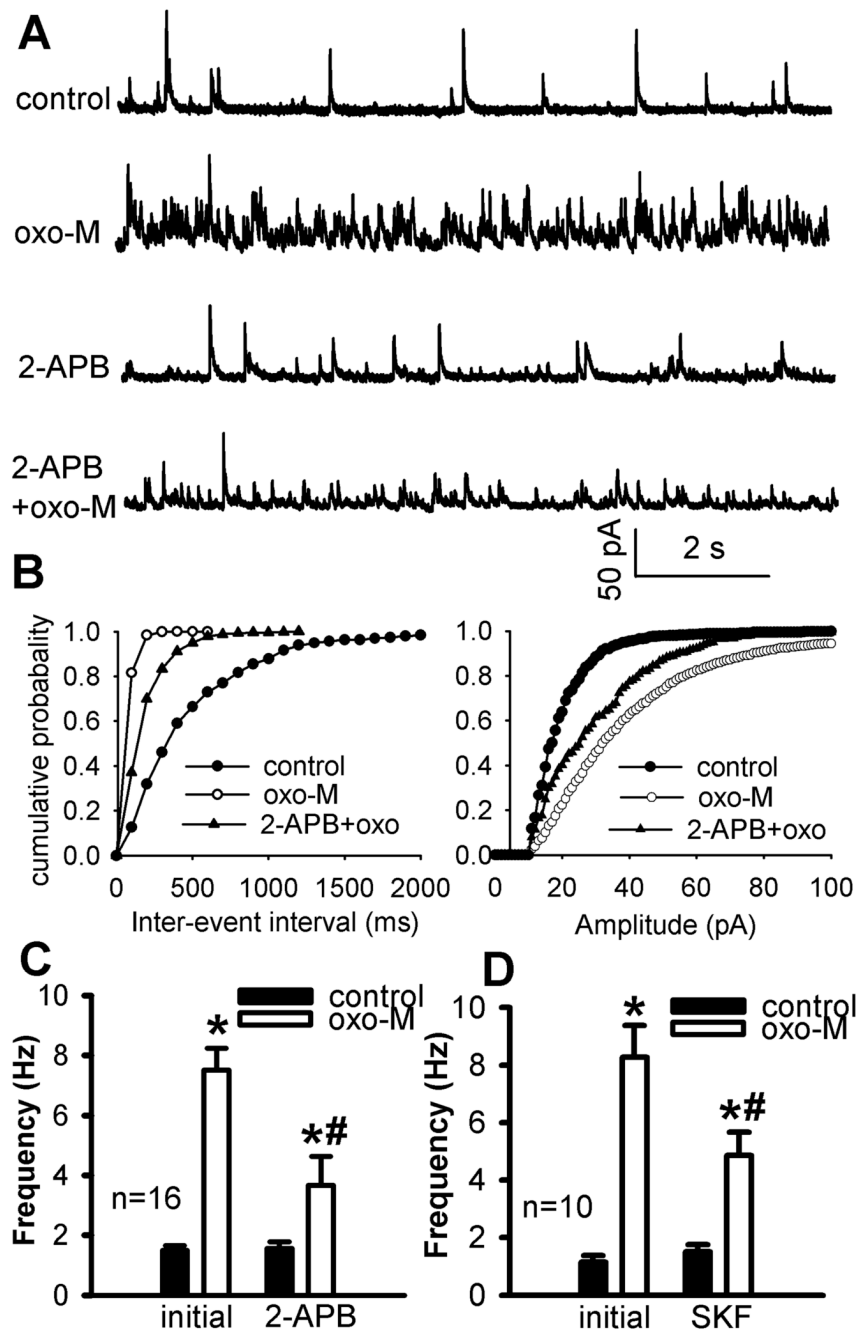 A
control
oxo-M
2-APB
2-APB
+oxo-M
50 pA
2 s
B
cumulative probabality
1.0
0.8
0.6
0.4
0.2
0.0
control
oxo-M
2-APB+oxo
0
500
1000
1500
2000
Inter-event interval (ms)
1.0
0.8
0.6
0.4
0.2
0.0
control
oxo-M
2-APB+oxo
0
20
40
60
80
100
Amplitude (pA)
C
Frequency (Hz)
10
8
6
4
2
0
control
oxo-M
*
*#
n=16
initial
2-APB
D
Frequency (Hz)
10
8
6
4
2
0
control
oxo-M
*
*#
n=10
initial
SKF